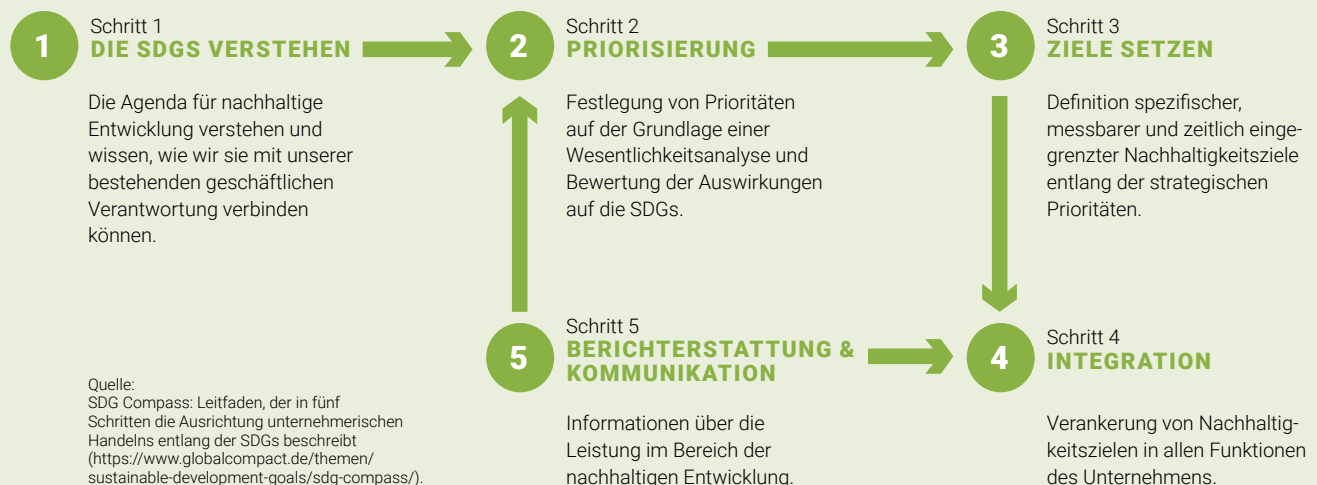 1
Schritt 1
DIE SDGS VERSTEHEN
Die Agenda für nachhaltige
Entwicklung verstehen und
wissen, wie wir sie mit unserer
bestehenden geschäftlichen
Verantwortung verbinden
können.
2
Schritt 2
PRIORISIERUNG
Festlegung von Prioritäten
auf der Grundlage einer
Wesentlichkeitsanalyse und
Bewertung der Auswirkungen
auf die SDGs.
3
Schritt 3
ZIELE SETZEN
Definition spezifischer,
messbarer und zeitlich einge-
grenzter Nachhaltigkeitsziele
entlang der strategischen
Prioritäten.
4
Schritt 4
INTEGRATION
Verankerung von Nachhaltig-
keitszielen in allen Funktionen
des Unternehmens.
5
Schritt 5
BERICHTERSTATTUNG &
KOMMUNIKATION
Informationen über die
Leistung im Bereich der
nachhaltigen Entwicklung.
Quelle:
SDG Compass: Leitfaden, der in fünf
Schritten die Ausrichtung unternehmerischen
Handelns entlang der SDGs beschreibt
(https://www.globalcompact.de/themen/
sustainable-development-goals/sdg-compass/).